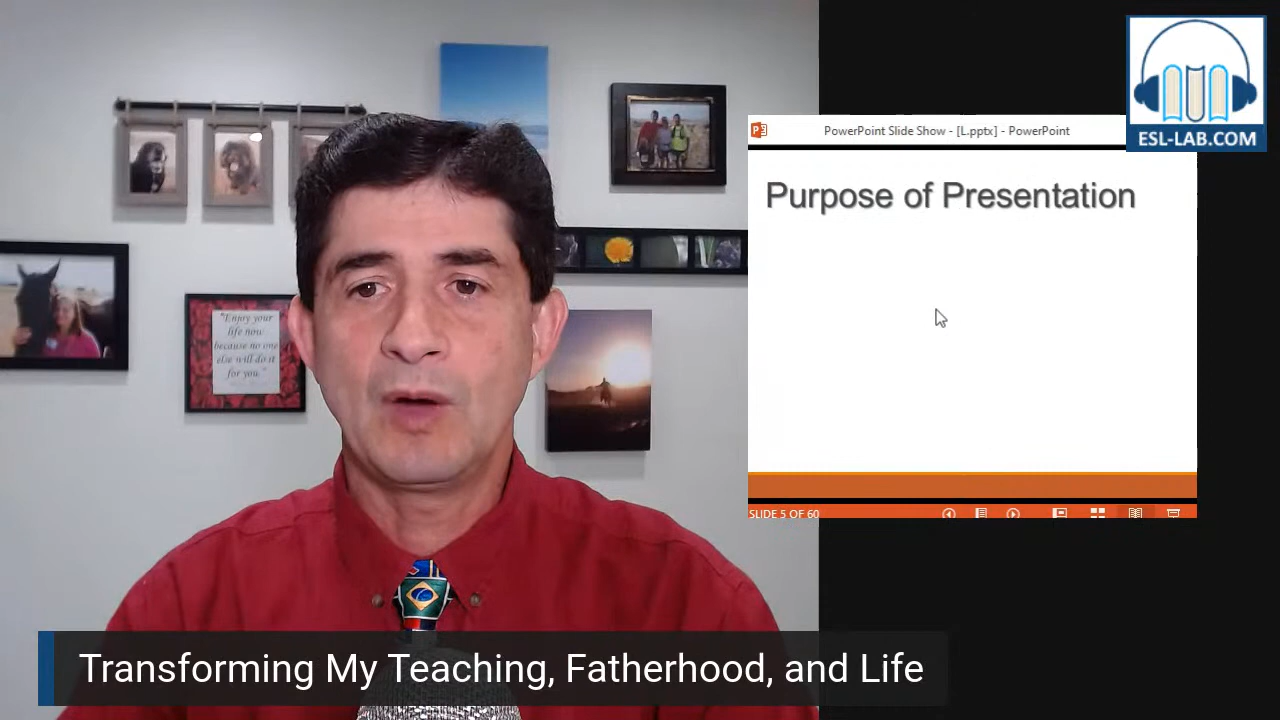 ESL-LAB.COM
PowerPoint Slide Show - [L.pptx] - PowerPoint
Purpose of Presentation
"Enjoy your
life now
because no one
else will do it
for you."
SLIDE 5 OF 60
Transforming My Teaching, Fatherhood, and Life